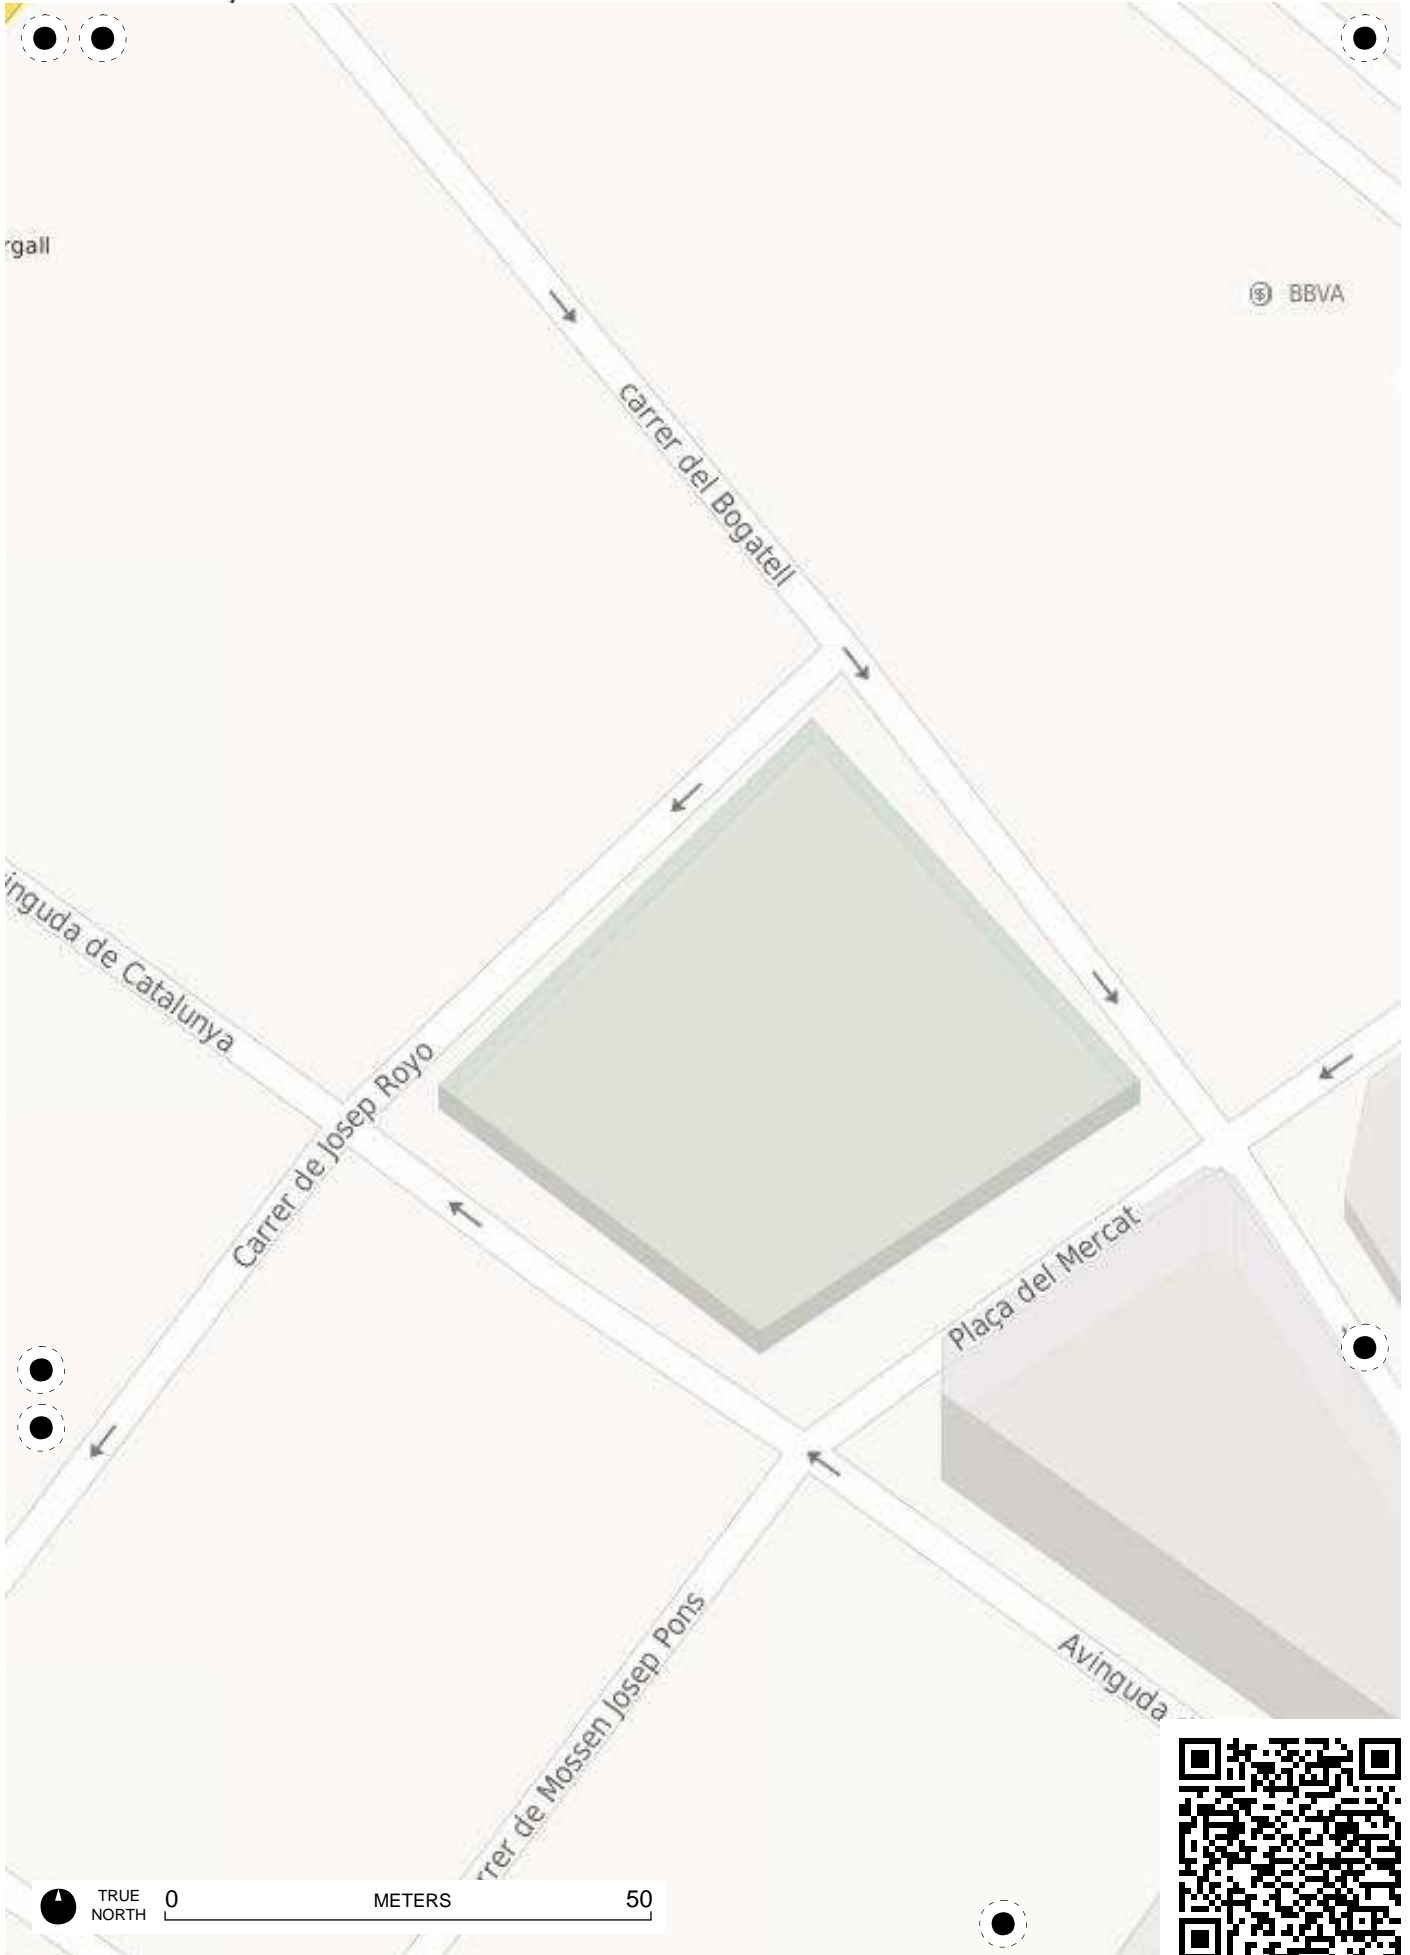 rgall
BBVA
carrer del Bogatell
inguda de Catalunya
Carrer de Josep Royo
Plaça del Mercat
rrer de Mossen Josep Pons
Avinguda
TRUE
NORTH
0
METERS
50